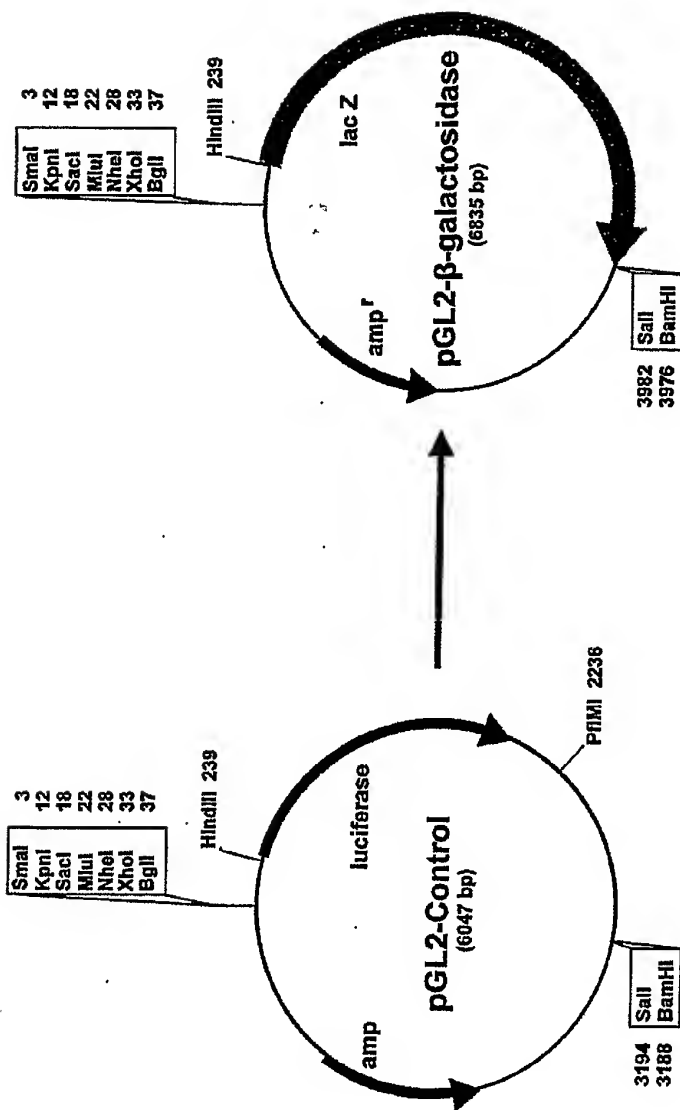 SmaI 3
KpnI 12
SacI 18
MluI 22
NheI 28
XhoI 33
BglI 37
HindIII 239
luciferase
amp
pGL2-Control
(6047 bp)
PflMI 2236
3194 SalI
3188 BamHI
SmaI 3
KpnI 12
SacI 18
MluI 22
NheI 28
XhoI 33
BglI 37
HindIII 239
lac Z
amp^r
pGL2-β-galactosidase
(6835 bp)
3982 SalI
3976 BamHI